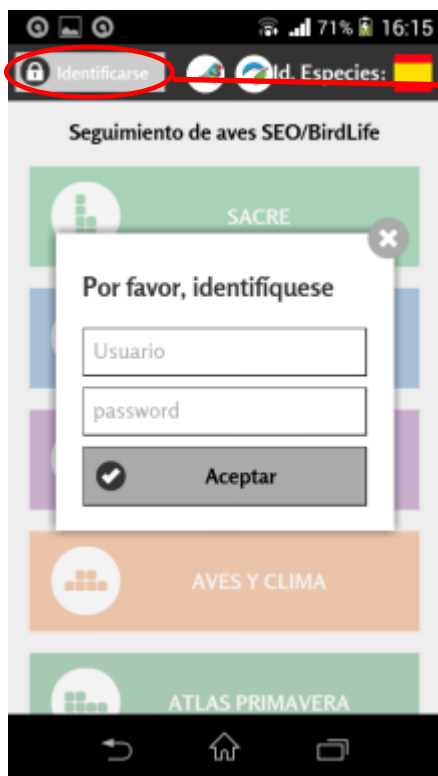 71% 16:15
Identificarse Id. Especies:
Seguimiento de aves SEO/BirdLife
SACRE
Por favor, identifíquese
Usuario
password
Aceptar
AVES Y CLIMA
ATLAS PRIMAVERA